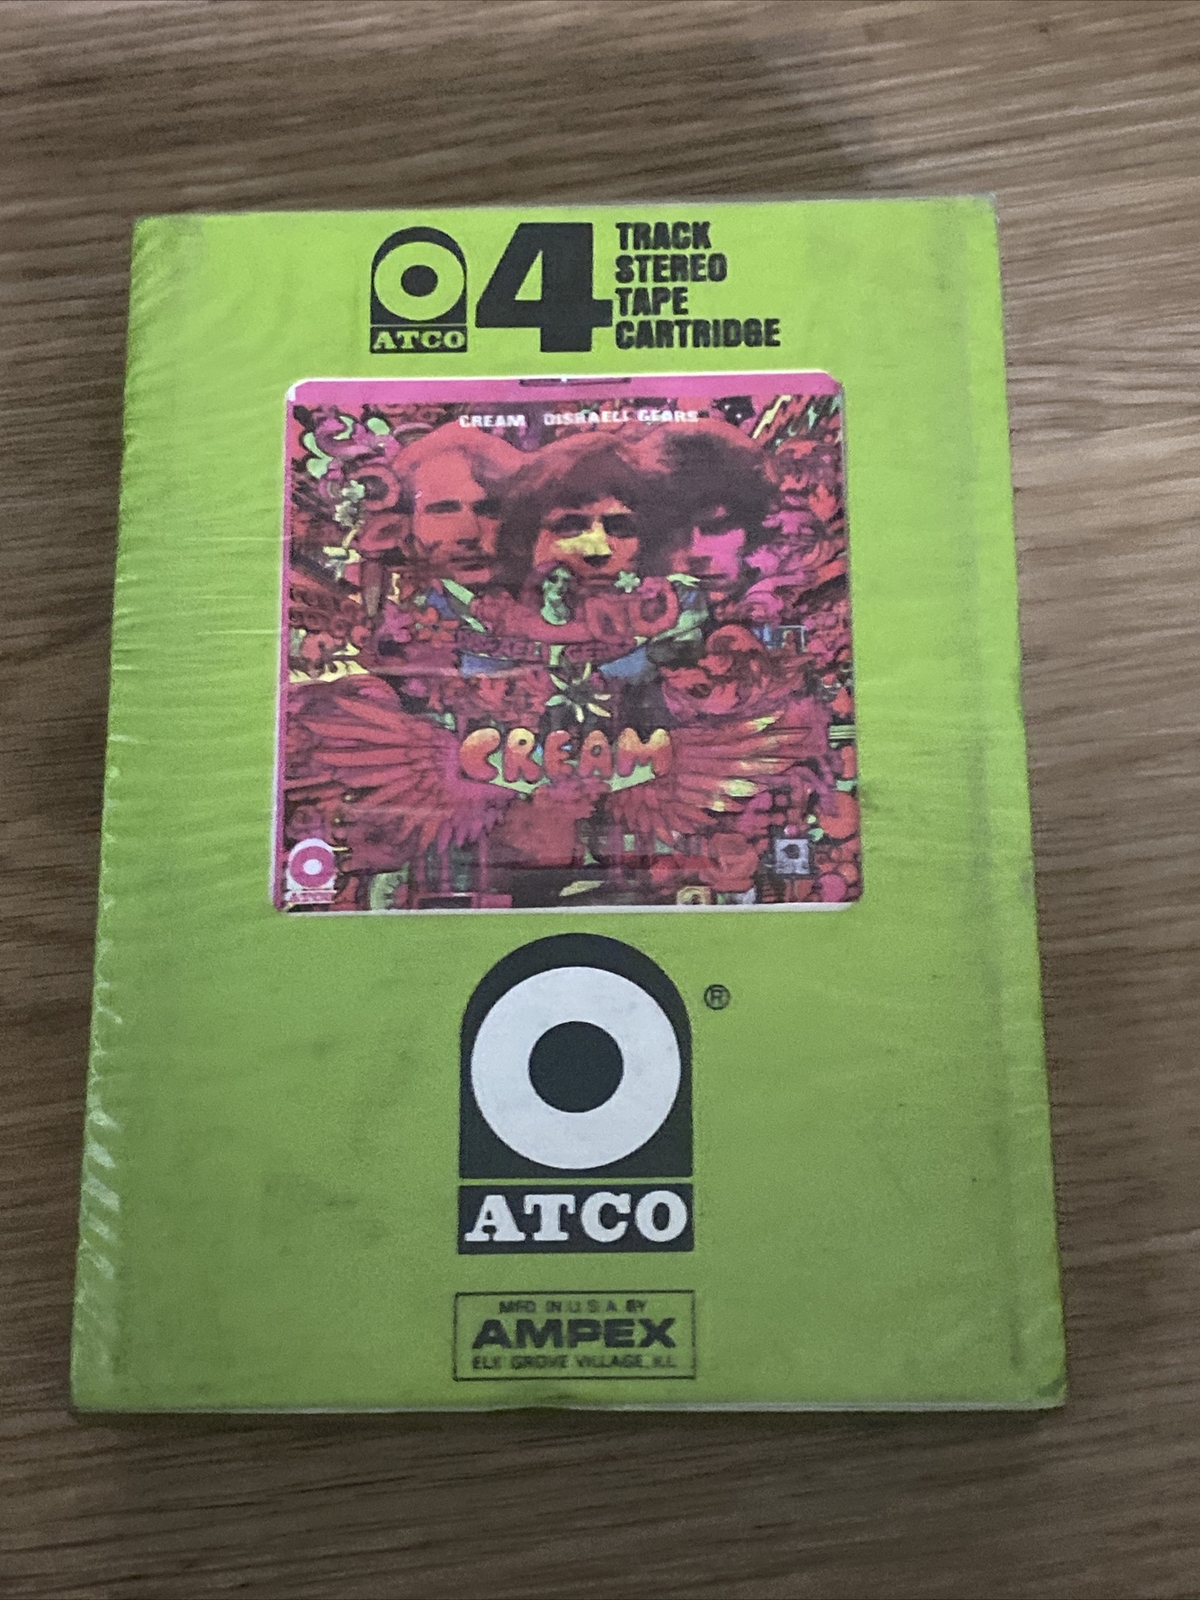 ATCO
4
TRACK
STEREO
TAPE
CARTRIDGE
CREAM DISRAELI GEARS
CREAM
ATCO
®
ATCO
MFD. IN U.S.A. BY
AMPEX
ELK GROVE VILLAGE, ILL.